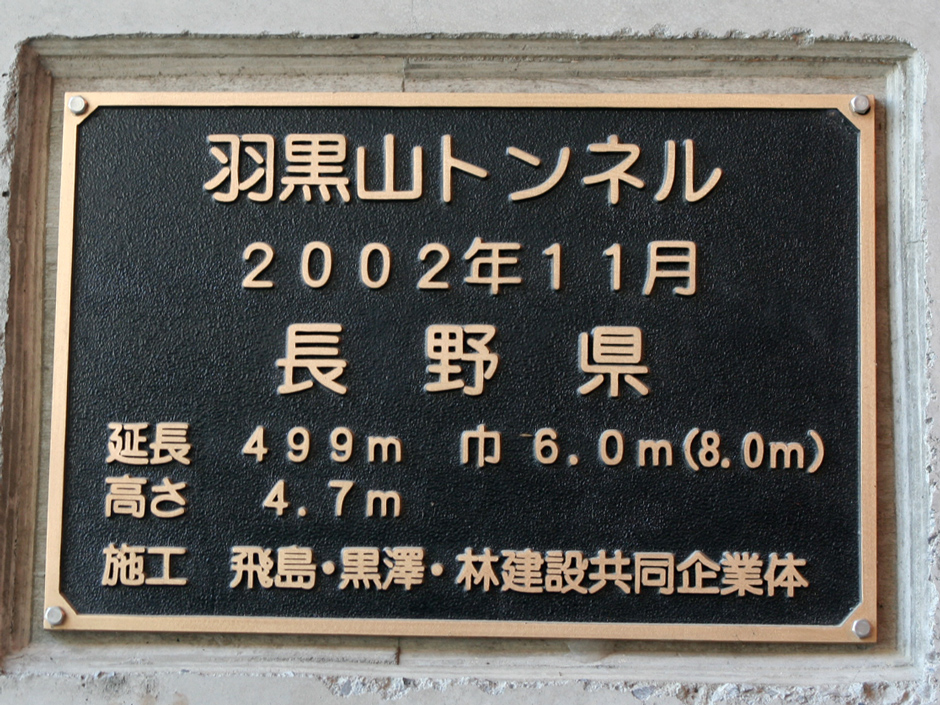 羽黒山トンネル
2002年11月
長野県
延長 499m 巾 6.0m(8.0m)
高さ 4.7m
施工 飛島・黒澤・林建設共同企業体